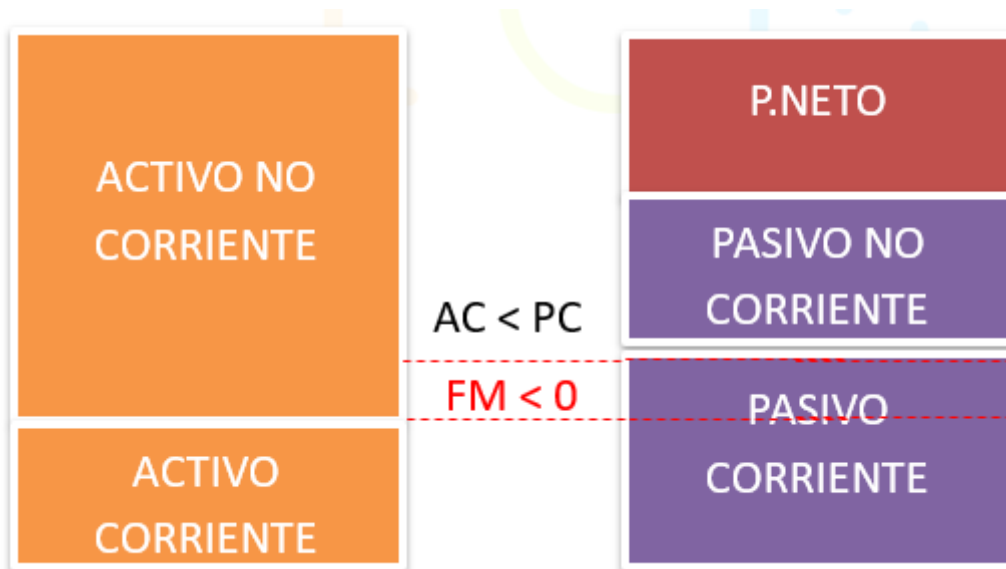 ACTIVO NO
CORRIENTE
ACTIVO
CORRIENTE
AC < PC
FM < 0
P.NETO
PASIVO NO
CORRIENTE
PASIVO
CORRIENTE